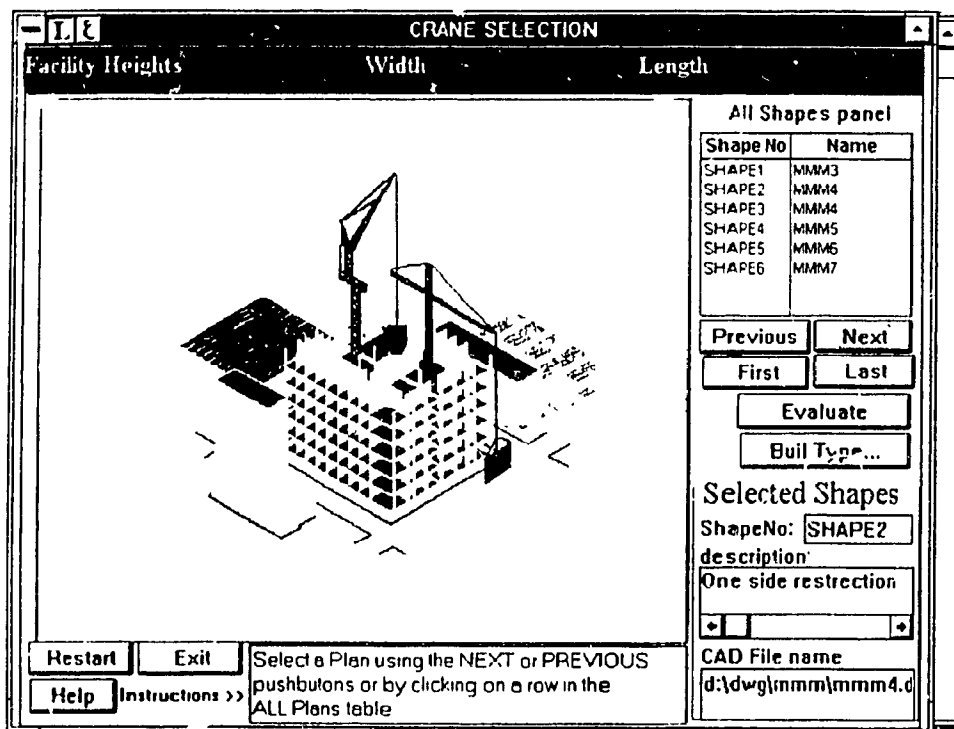 CRANE SELECTION
Facility Heights Width Length
All Shapes panel
Shape No Name
SHAPE1 MMM3
SHAPE2 MMM4
SHAPE3 MMM4
SHAPE4 MMM5
SHAPE5 MMM6
SHAPE6 MMM7
Previous Next
First Last
Evaluate
Buil Type...
Selected Shapes
ShapeNo: SHAPE2
description:
One side restrection
CAD File name
d:\dwg\mmm\mmm4.d
Restart Exit
Help Instructions >>
Select a Plan using the NEXT or PREVIOUS
pushbutons or by clicking on a row in the
ALL Plans table